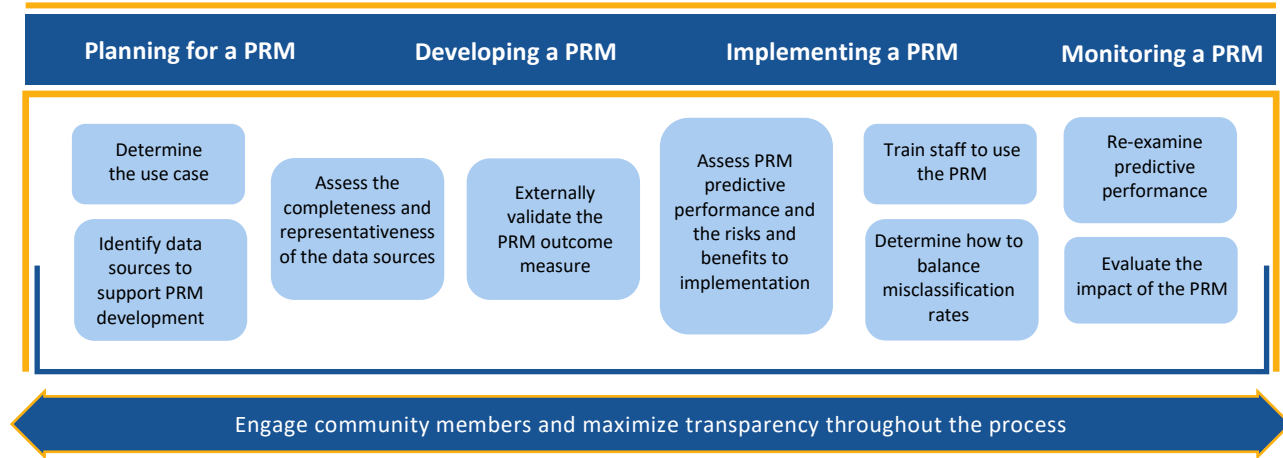 Planning for a PRM
Developing a PRM
Implementing a PRM
Monitoring a PRM
Determine
the use case
Identify data
sources to
support PRM
development
Assess the
completeness and
representativeness
of the data sources
Externally
validate the
PRM outcome
measure
Assess PRM
predictive
performance and
the risks and
benefits to
implementation
Train staff to use
the PRM
Determine how to
balance
misclassification
rates
Re-examine
predictive
performance
Evaluate the
impact of the PRM
Engage community members and maximize transparency throughout the process